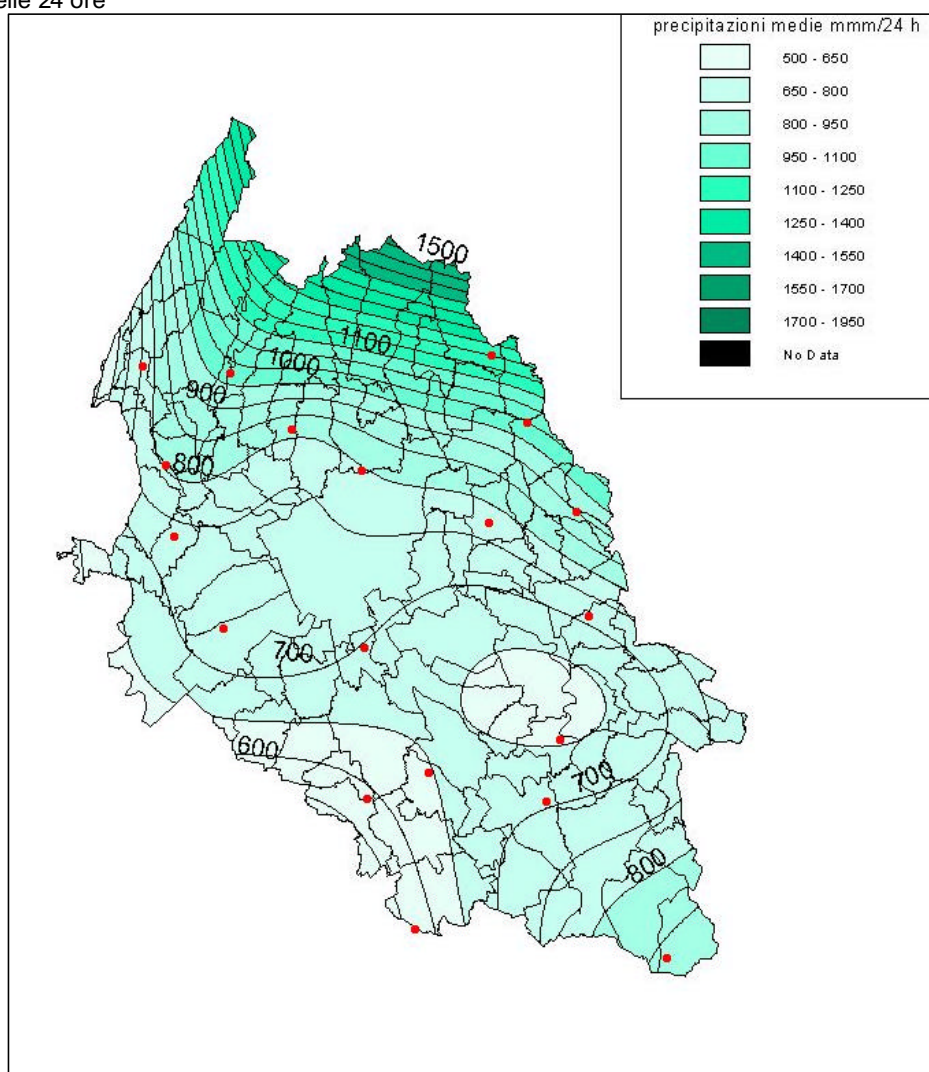 elle 24 ore
precipitazioni medie mmm/24 h
500 - 650
650 - 800
800 - 950
950 - 1100
1100 - 1250
1250 - 1400
1400 - 1550
1550 - 1700
1700 - 1950
No Data
1500
1100
1000
900
800
700
600
700
800